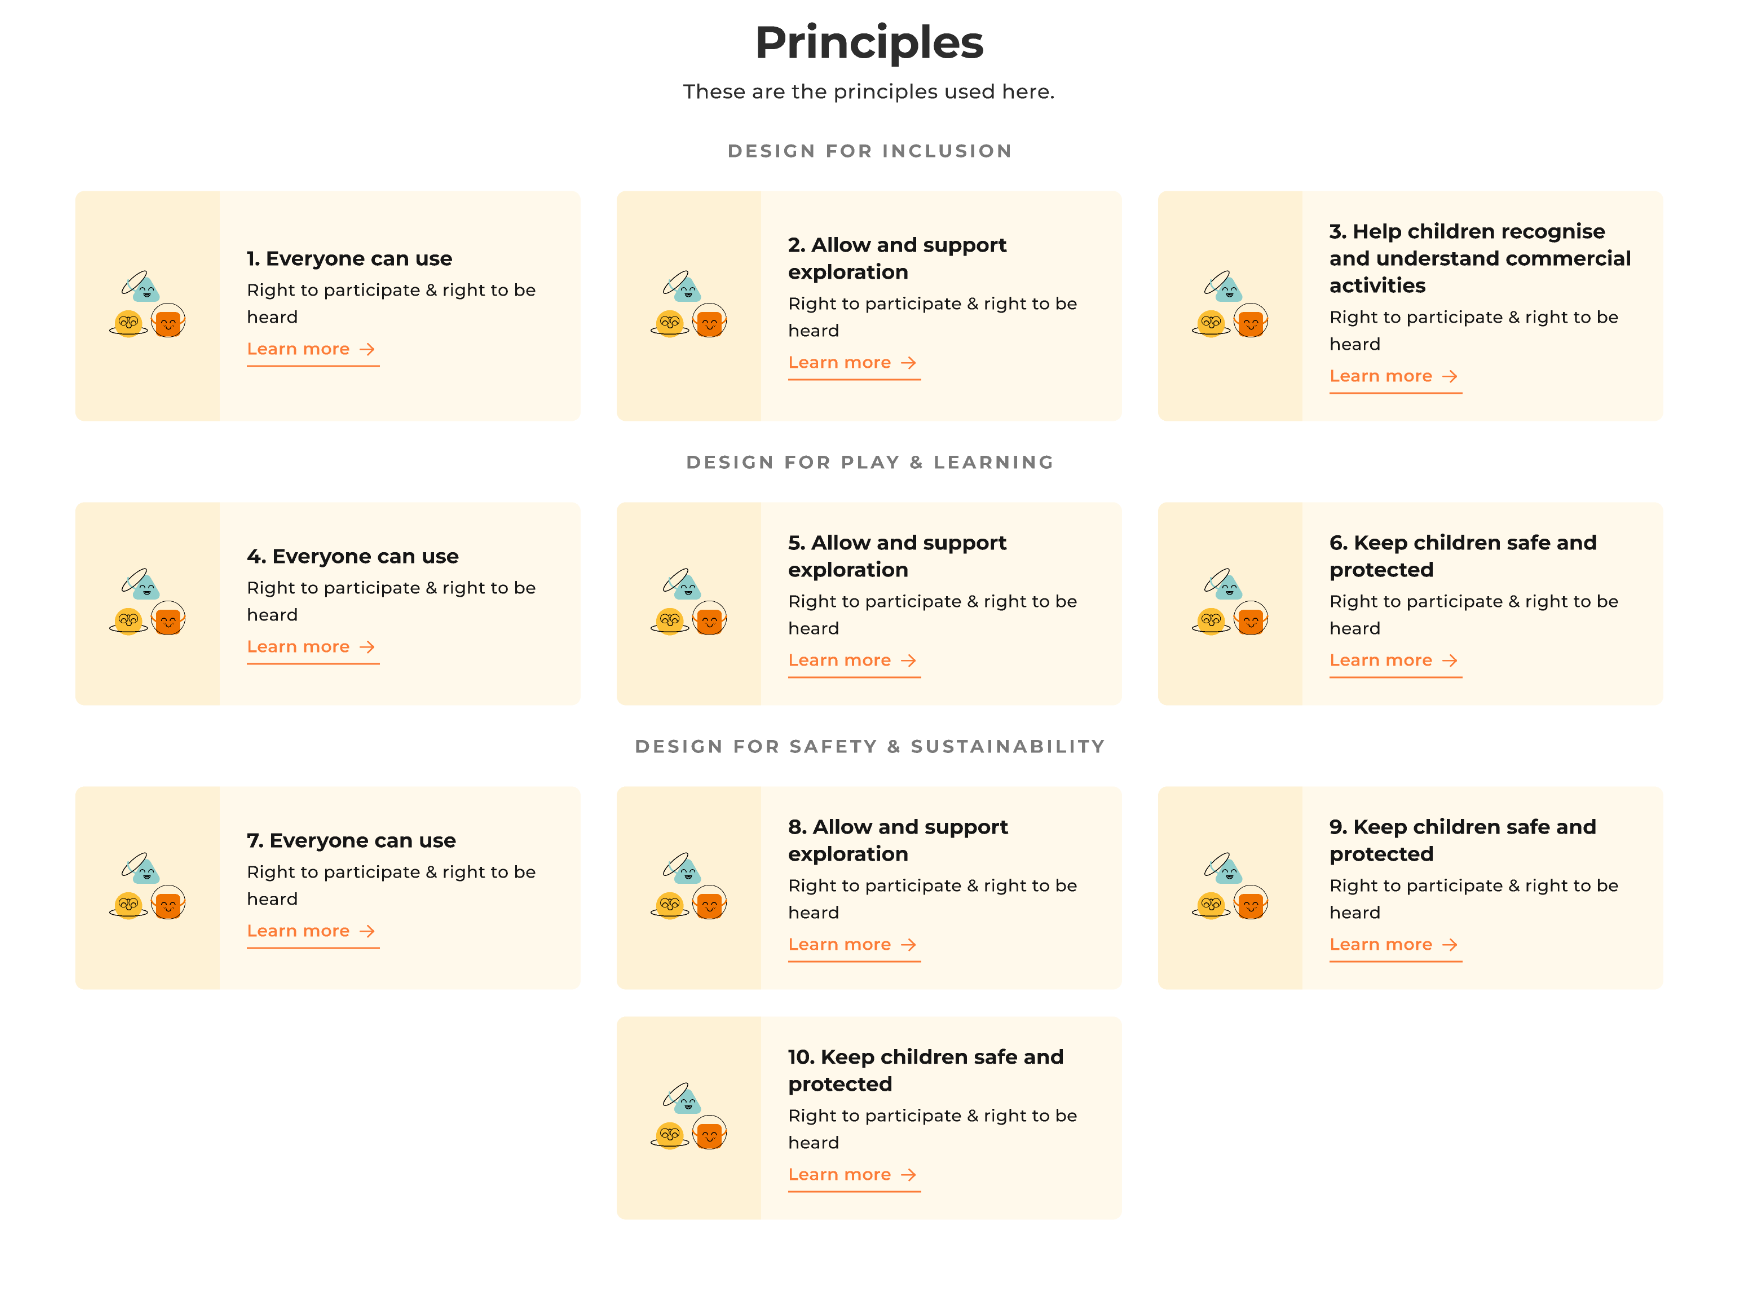 Principles
These are the principles used here.
DESIGN FOR INCLUSION
1. Everyone can use
Right to participate & right to be
heard
Learn more →
2. Allow and support
exploration
Right to participate & right to be
heard
Learn more →
3. Help children recognise
and understand commercial
activities
Right to participate & right to be
heard
Learn more →
DESIGN FOR PLAY & LEARNING
4. Everyone can use
Right to participate & right to be
heard
Learn more →
5. Allow and support
exploration
Right to participate & right to be
heard
Learn more →
6. Keep children safe and
protected
Right to participate & right to be
heard
Learn more →
DESIGN FOR SAFETY & SUSTAINABILITY
7. Everyone can use
Right to participate & right to be
heard
Learn more →
8. Allow and support
exploration
Right to participate & right to be
heard
Learn more →
9. Keep children safe and
protected
Right to participate & right to be
heard
Learn more →
10. Keep children safe and
protected
Right to participate & right to be
heard
Learn more →